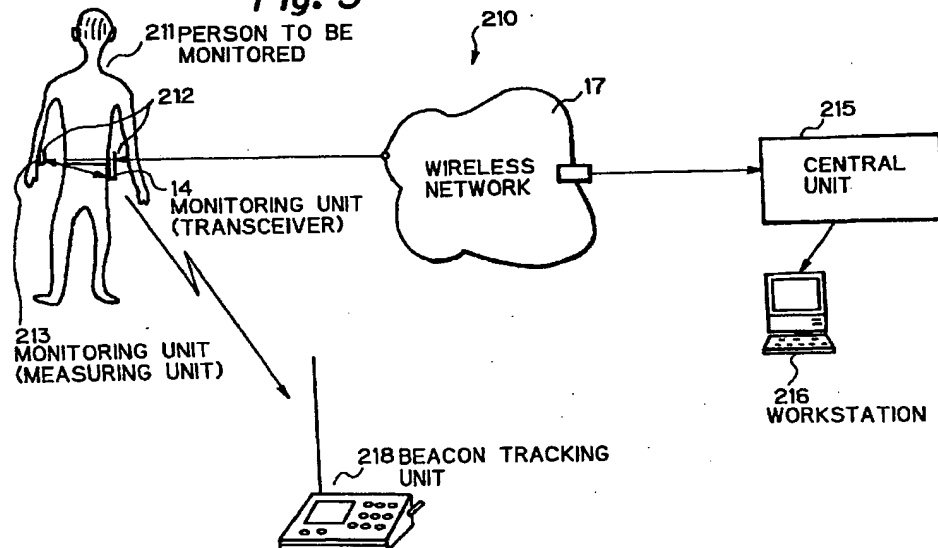 Fig.
210
211 PERSON TO BE
MONITORED
212
17
215
WIRELESS
NETWORK
CENTRAL
UNIT
14
MONITORING UNIT
(TRANSCEIVER)
213
MONITORING UNIT
(MEASURING UNIT)
216
WORKSTATION
218 BEACON TRACKING
UNIT